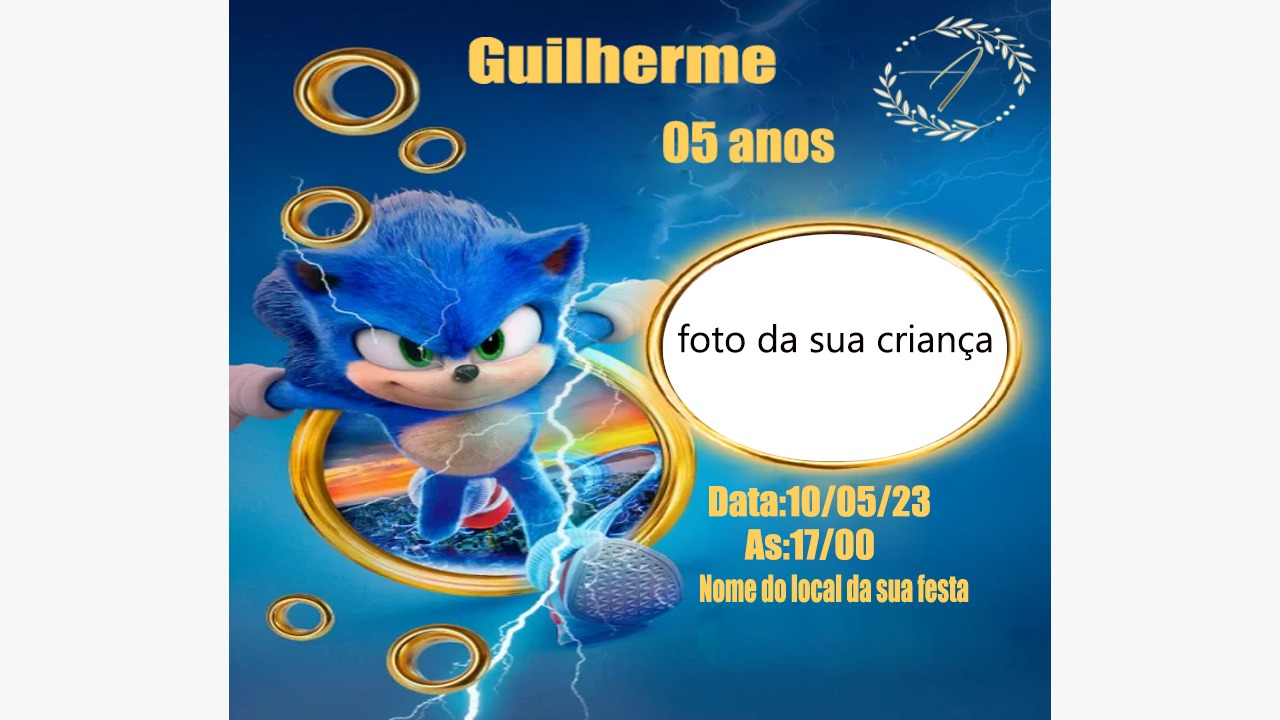 Guilherme
05 anos
A
foto da sua criança
Data:10/05/23
As:17/00
Nome do local da sua festa